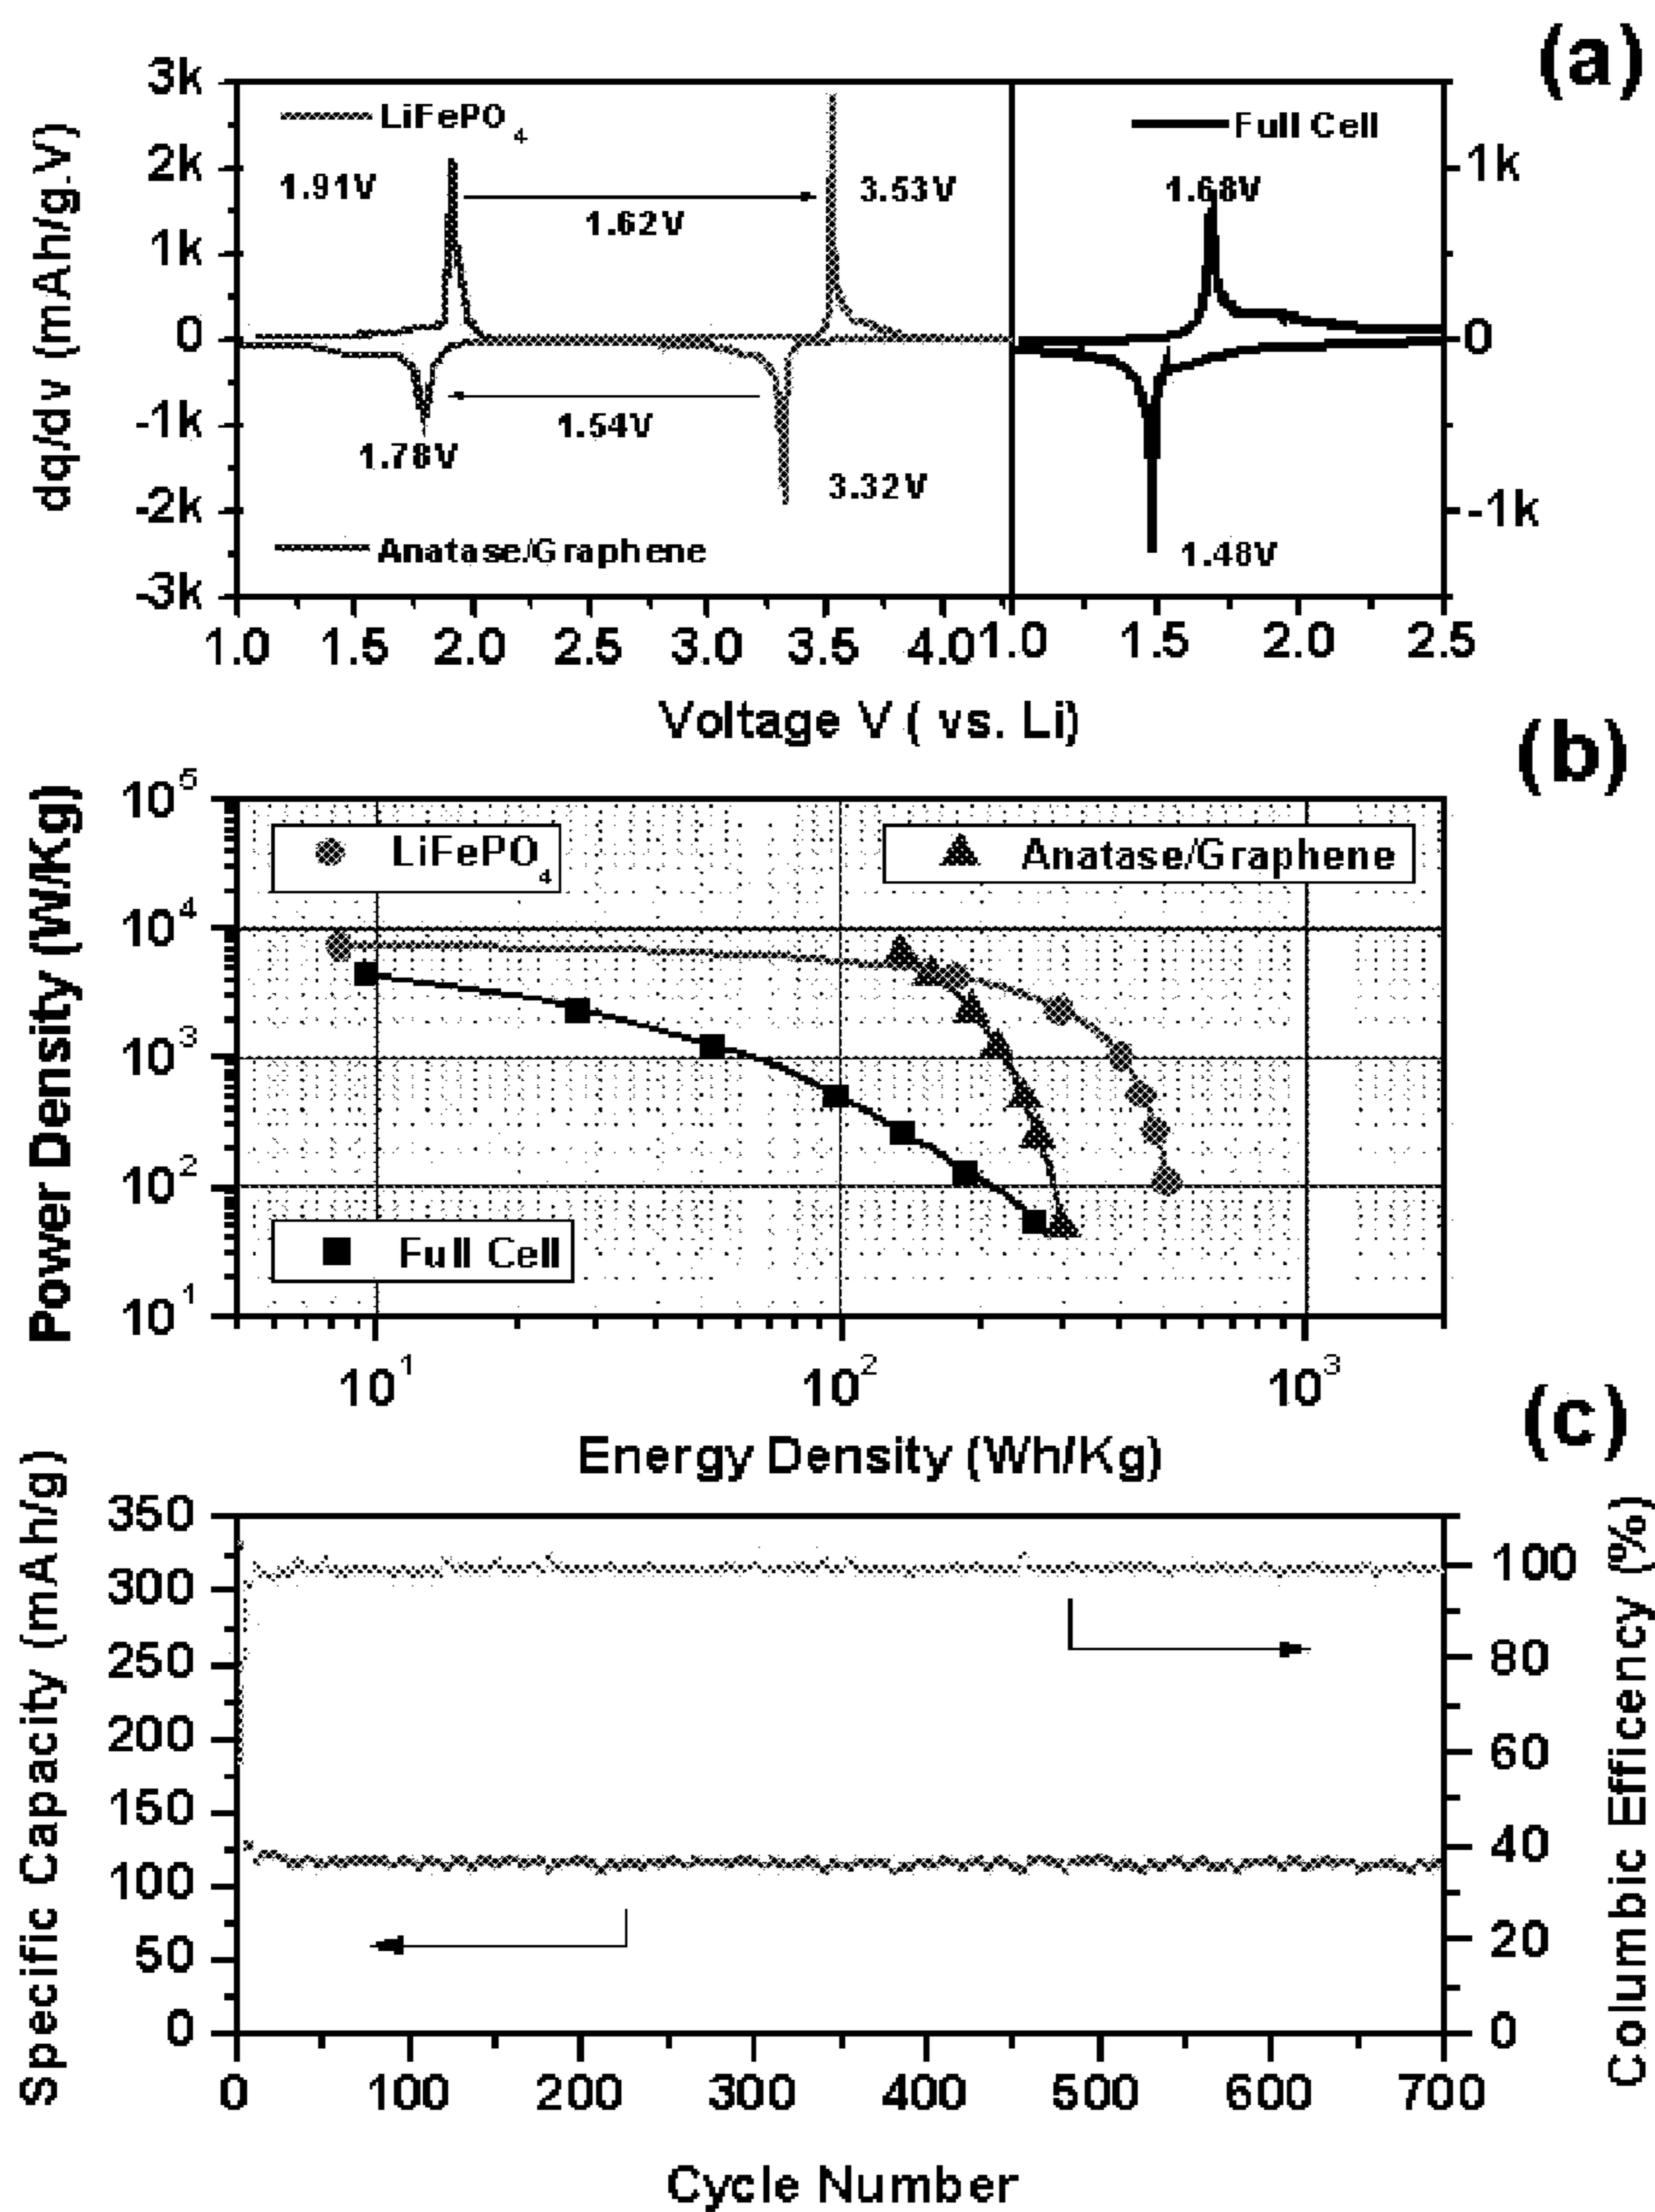 (a)
3k
2k
1k
0
-1k
-2k
-3k
dq/dv (mAh/g.V)
LiFePO4
1.91V
1.62V
3.53V
1.78V
1.54V
3.32V
Anatase/Graphene
Full Cell
1.68V
1.48V
-1k
-0
-1k
1.0 1.5 2.0 2.5 3.0 3.5 4.0 1.0 1.5 2.0 2.5
Voltage V ( vs. Li)
(b)
10^5
10^4
10^3
10^2
10^1
Power Density (W/Kg)
LiFePO4
Anatase/Graphene
Full Cell
10^1 10^2 10^3
Energy Density (Wh/Kg)
(c)
350
300
250
200
150
100
50
0
Specific Capacity (mAh/g)
100
80
60
40
20
0
Columbic Efficency (%)
0 100 200 300 400 500 600 700
Cycle Number